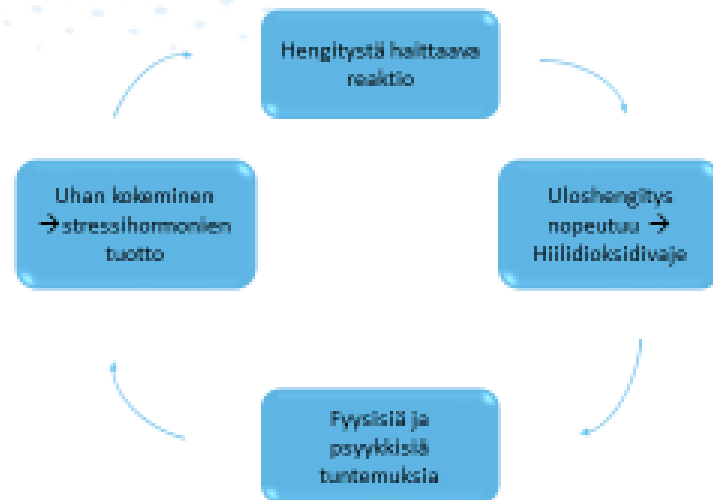 Hengitystä haittaava
reaktio
Uloshengitys
nopeutuu →
Hiilidioksidivaje
Fyysisiä ja
psyykkisiä
tuntemuksia
Uhan kokeminen
→stressihormonien
tuotto